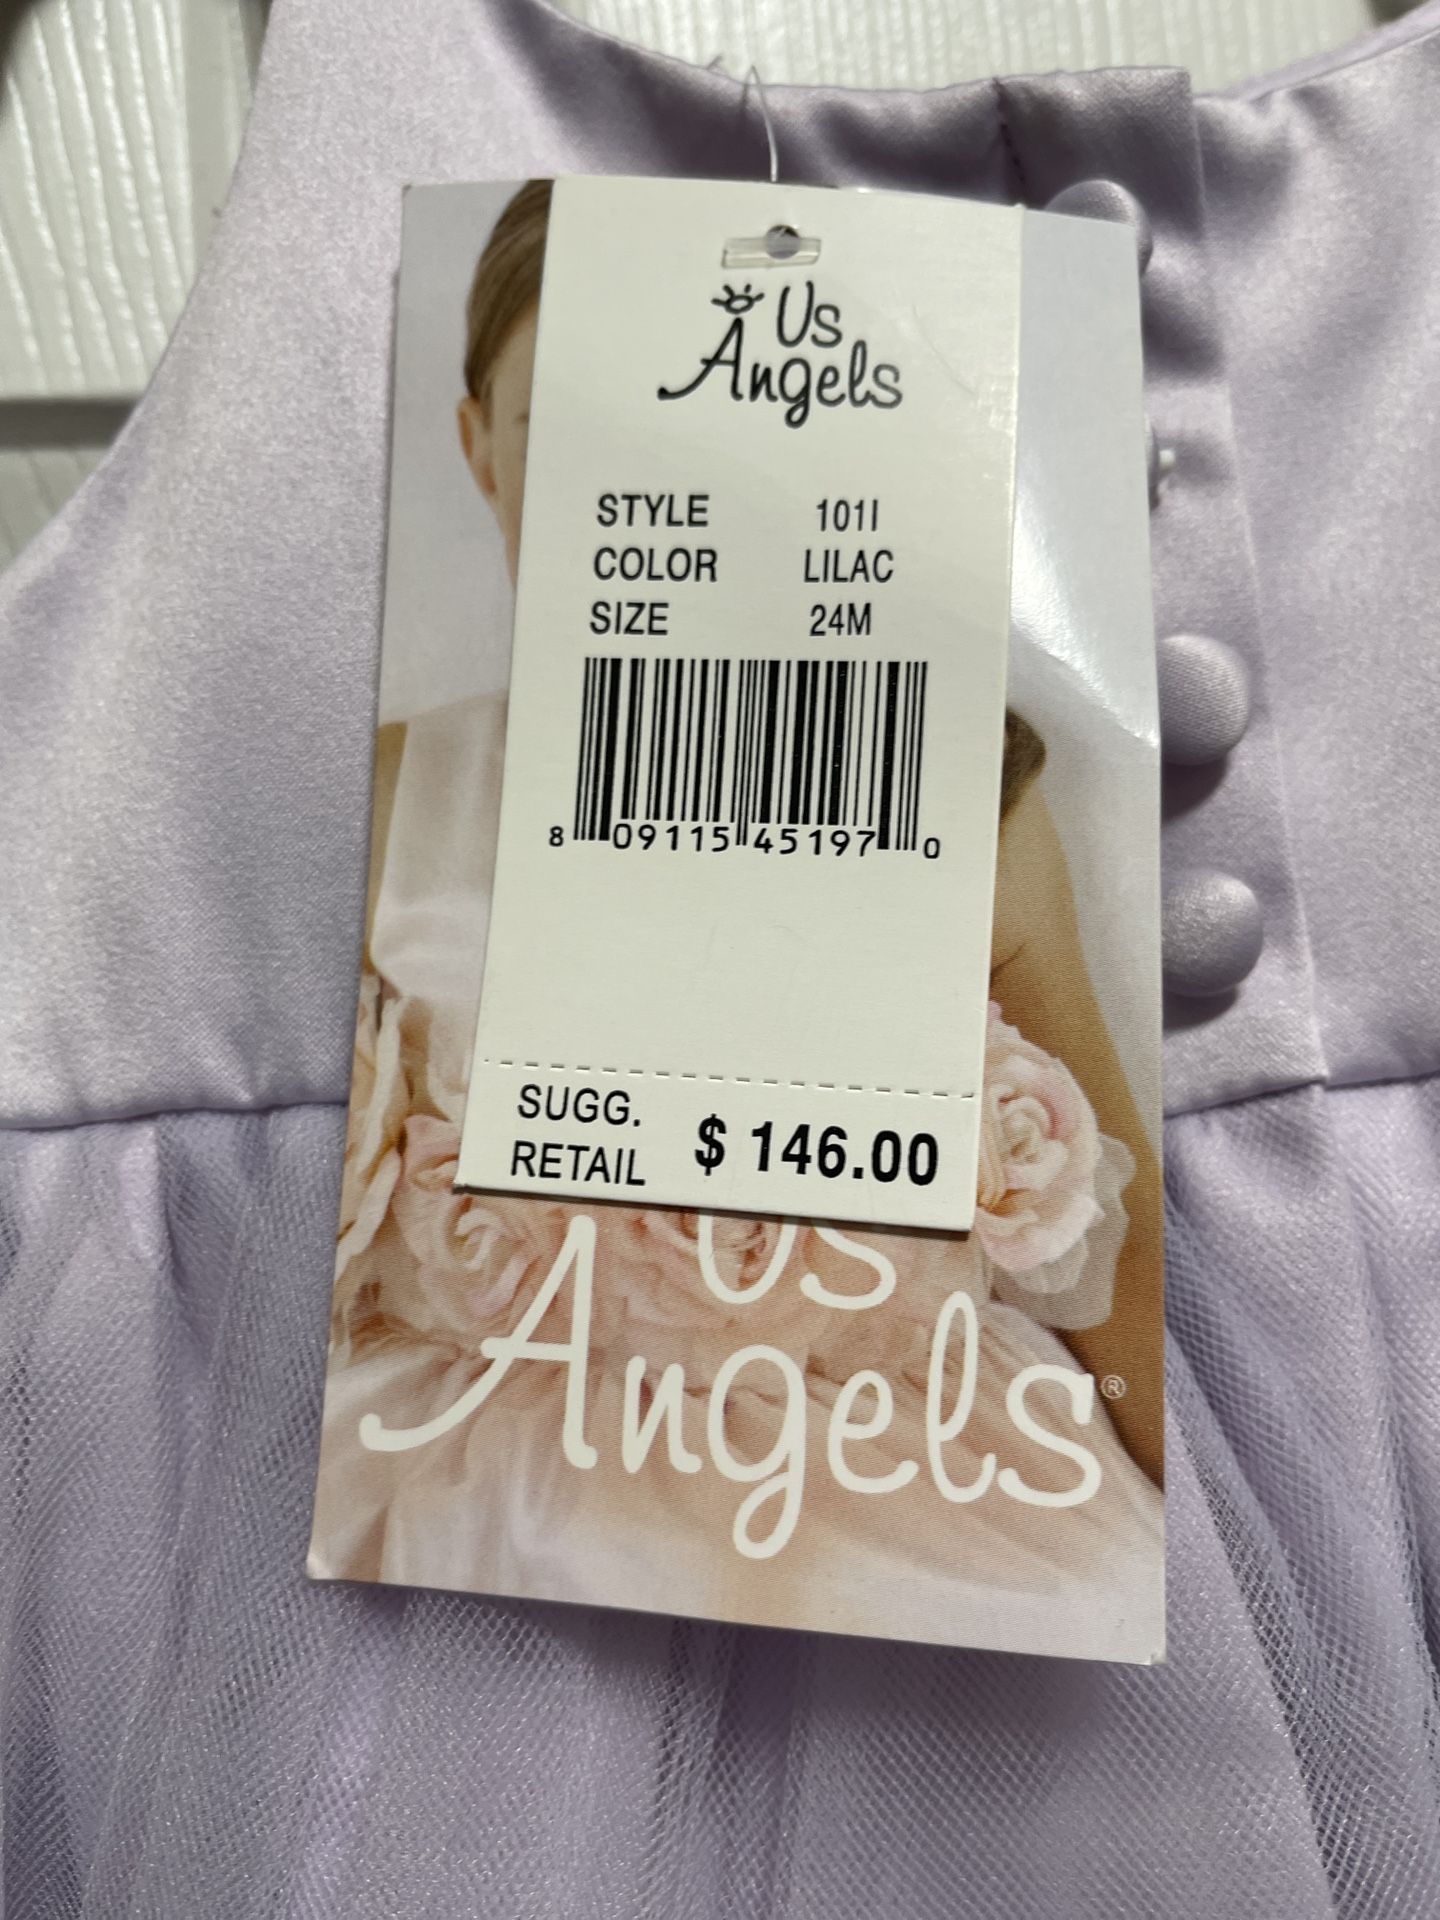 Us
Angels
STYLE 101I
COLOR LILAC
SIZE 24M
8 09115 45197 0
SUGG.
RETAIL $ 146.00
Us
Angels®